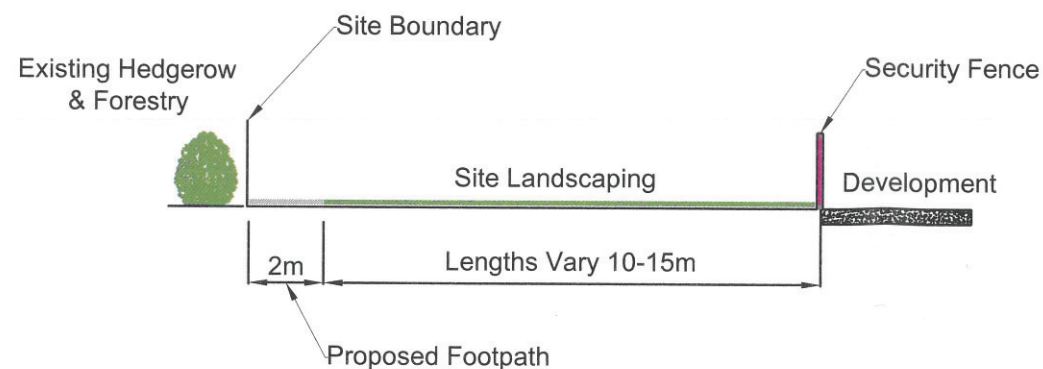 Site Boundary
Existing Hedgerow
& Forestry
Security Fence
Site Landscaping
Development
2m
Lengths Vary 10-15m
Proposed Footpath